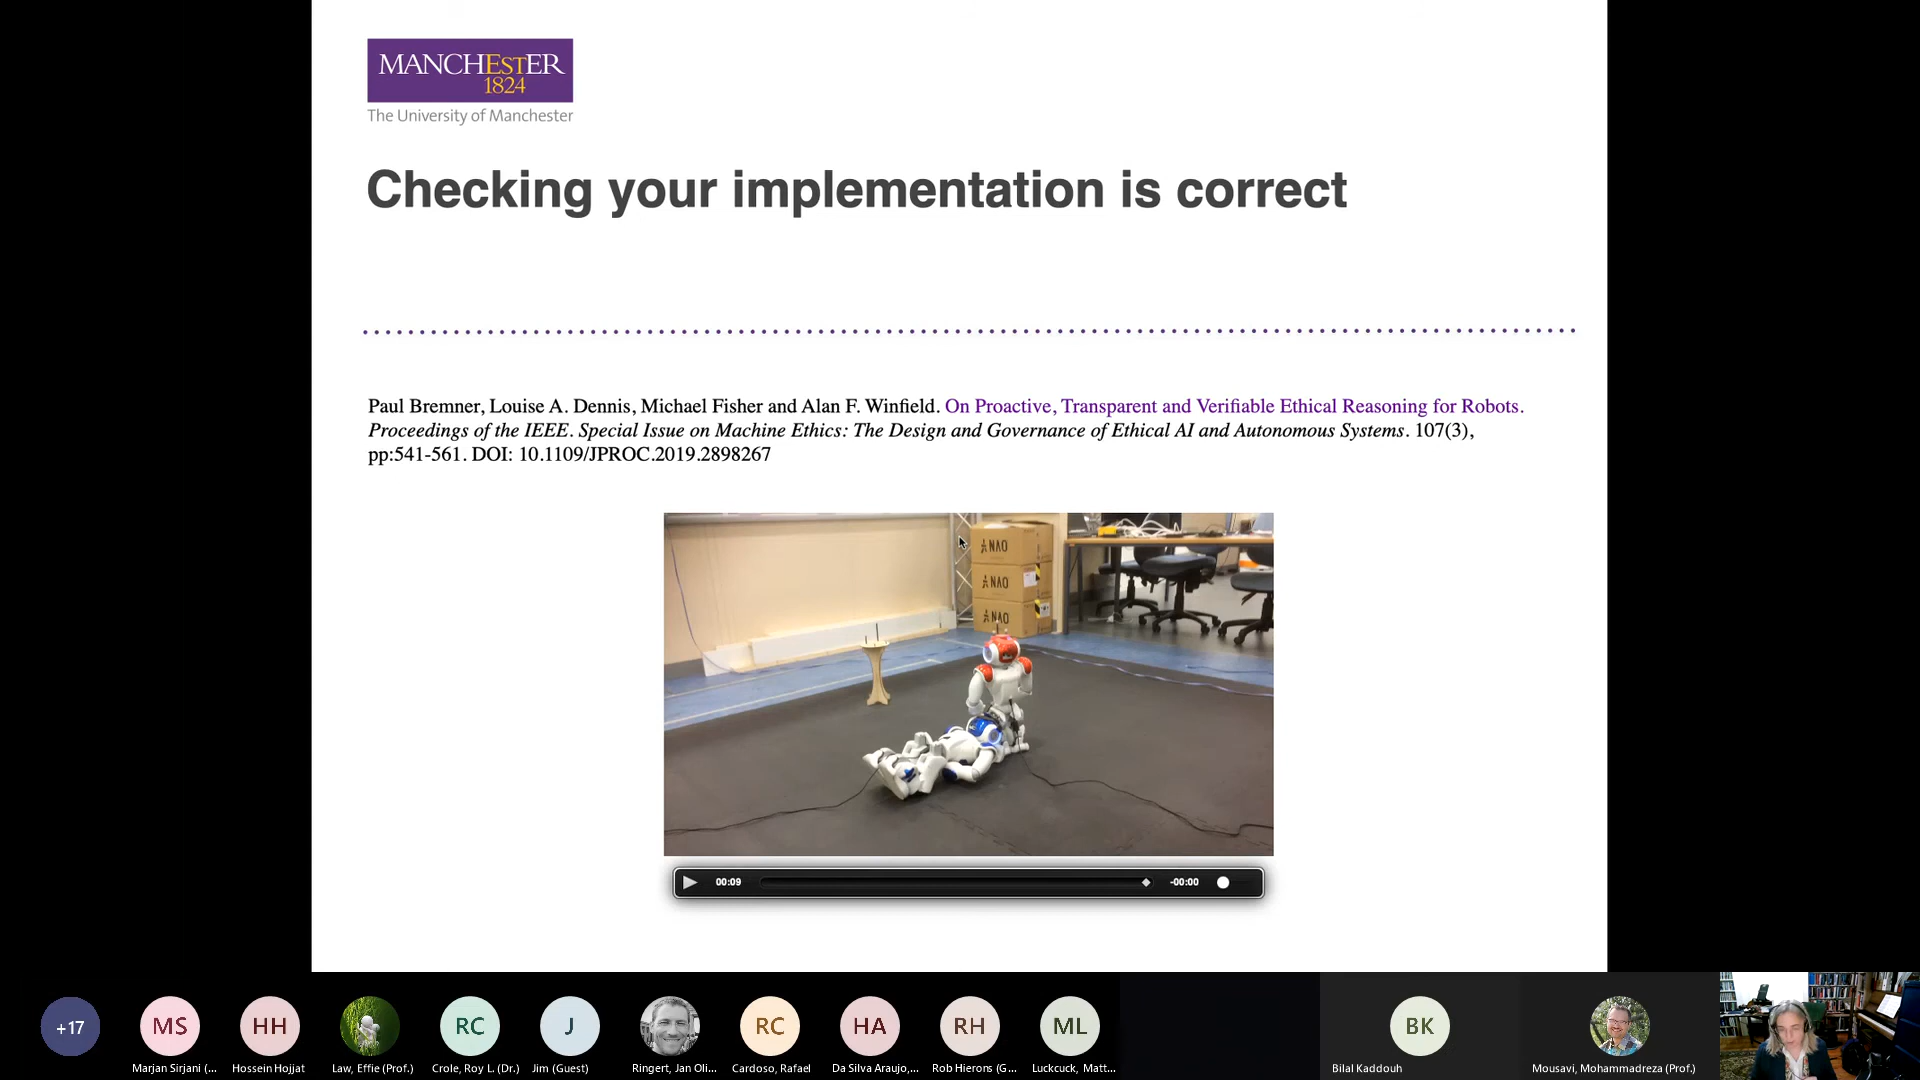 MANCHESTER
1824
The University of Manchester
Checking your implementation is correct
Paul Bremner, Louise A. Dennis, Michael Fisher and Alan F. Winfield. On Proactive, Transparent and Verifiable Ethical Reasoning for Robots.
Proceedings of the IEEE. Special Issue on Machine Ethics: The Design and Governance of Ethical AI and Autonomous Systems. 107(3),
pp:541-561. DOI: 10.1109/JPROC.2019.2898267
NAO
NAO
NAO
00:09
-00:00
+17
MS
HH
RC
J
RC
HA
RH
ML
BK
Marjan Sirjani (...
Hossein Hojjat
Law, Effie (Prof.)
Crole, Roy L. (Dr.)
Jim (Guest)
Ringert, Jan Oli...
Cardoso, Rafael
Da Silva Araujo,...
Rob Hierons (G...
Luckcuck, Matt...
Bilal Kaddouh
Mousavi, Mohammadreza (Prof.)